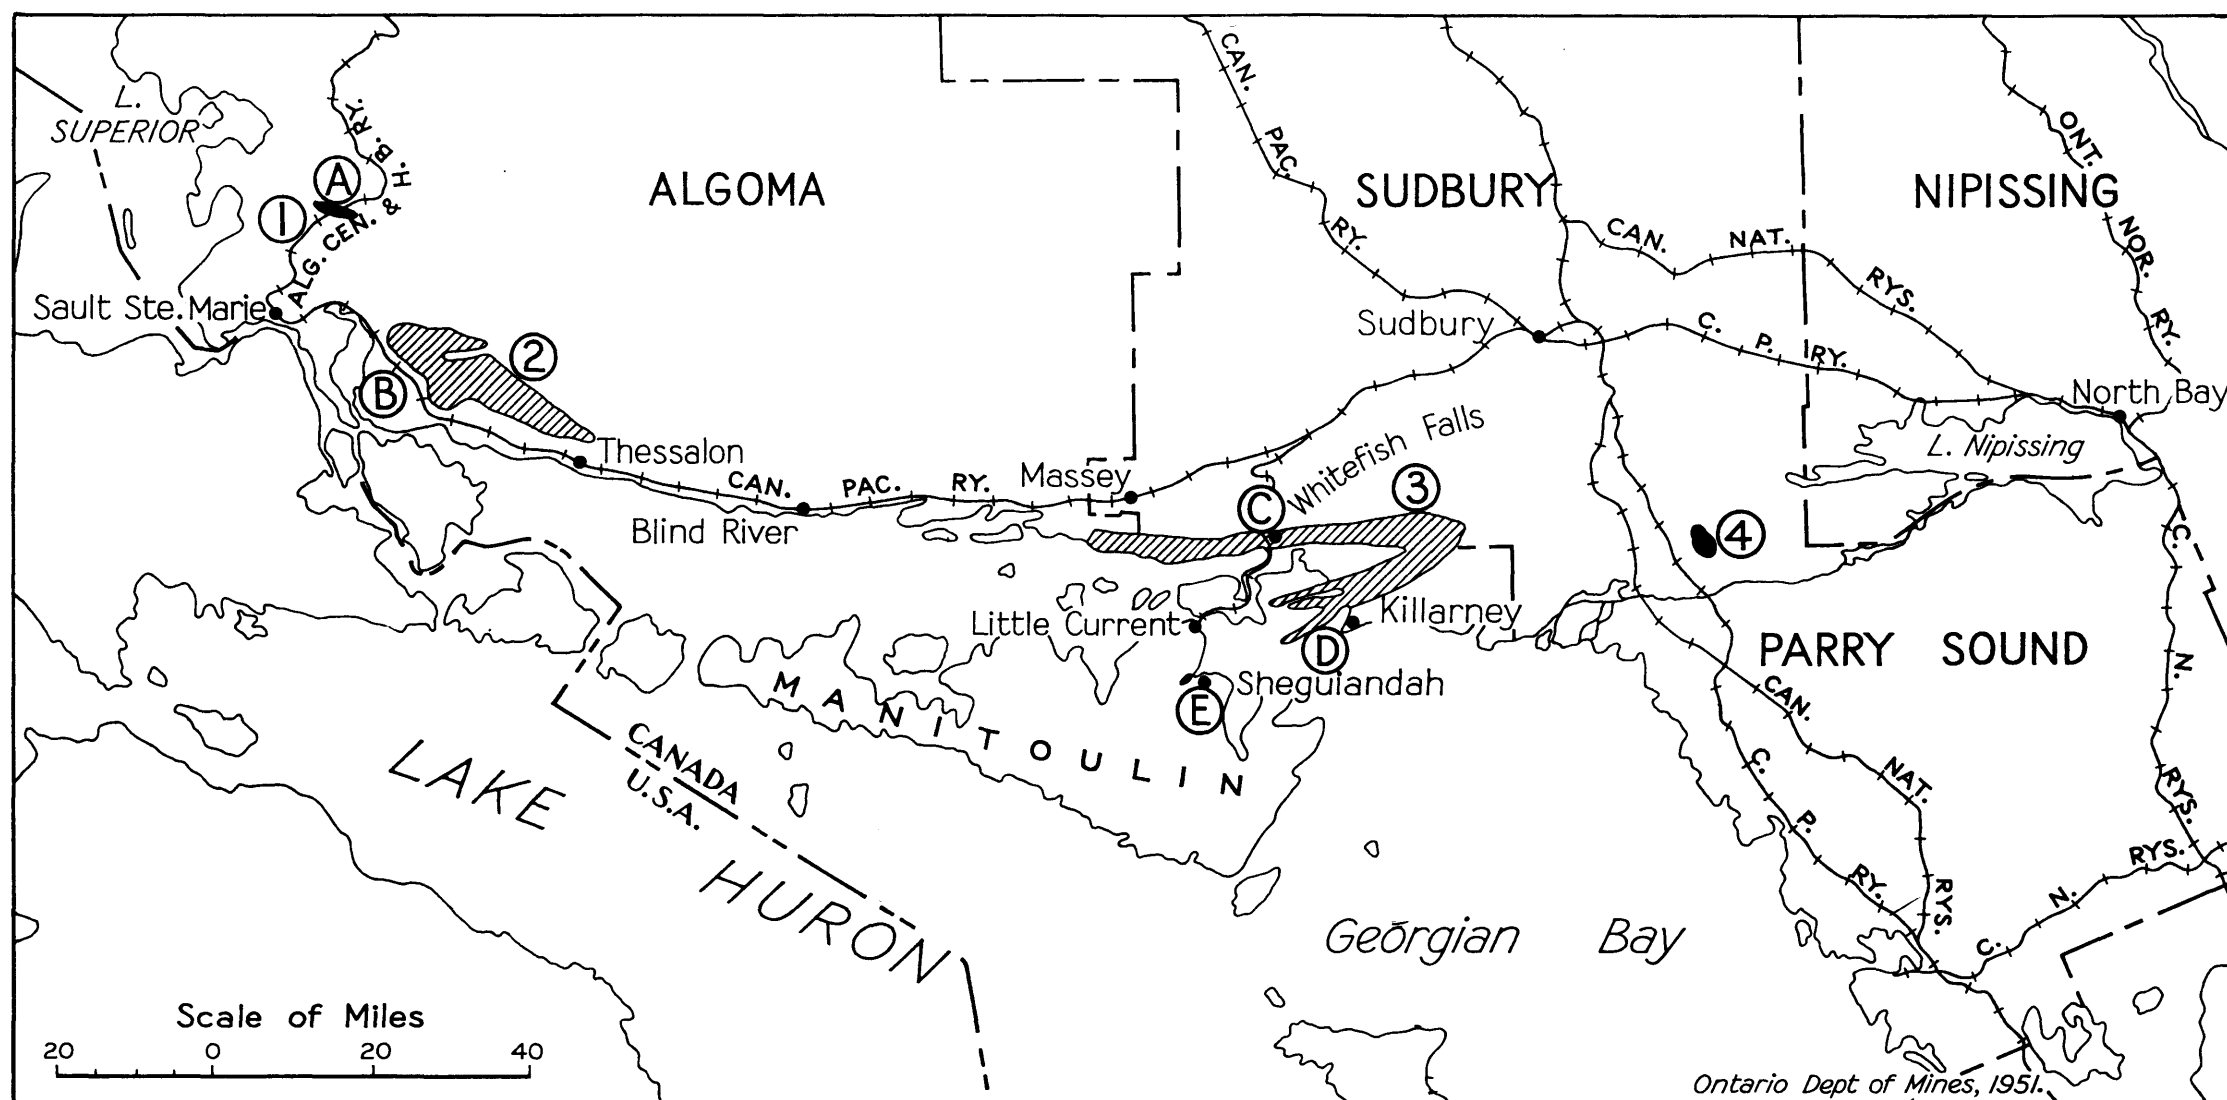 L.
SUPERIOR
ALG. CEN. & H. B. RY.
A
1
Sault Ste. Marie
ALGOMA
2
B
Thessalon
CAN. PAC. RY.
Blind River
Massey
CAN. PAC. RY.
SUDBURY
Sudbury
CAN. NAT. RYS.
C. P. RY.
NIPISSING
ONT. NOR. RY.
North Bay
L. Nipissing
Whitefish Falls
C
3
4
Little Current
Killarney
D
Sheguiandah
E
MANITOULIN
PARRY SOUND
CAN. NAT. RYS.
C. P. RY.
C. N. RYS.
C. N. RYS.
CANADA
U.S.A.
LAKE HURON
Georgian Bay
Scale of Miles
20 0 20 40
Ontario Dept of Mines, 1951.